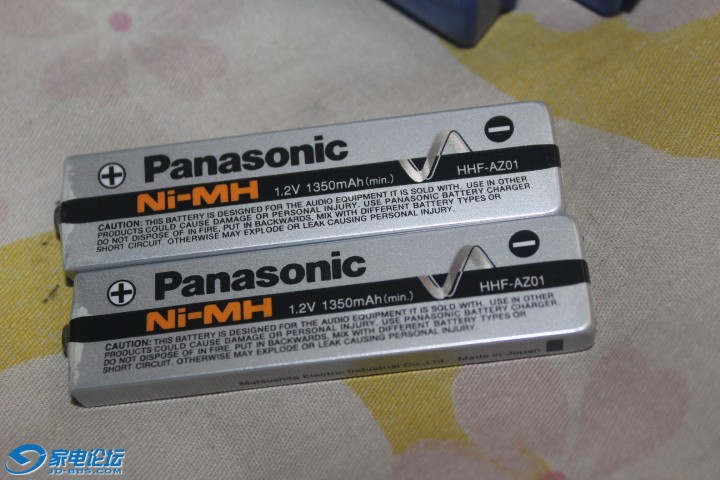 + Panasonic −
Ni-MH 1.2V 1350mAh(min.) HHF-AZ01
CAUTION: THIS BATTERY IS DESIGNED FOR THE AUDIO EQUIPMENT IT IS SOLD WITH. USE IN OTHER
PRODUCTS COULD CAUSE DAMAGE OR PERSONAL INJURY. USE PANASONIC BATTERY CHARGER.
DO NOT DISPOSE OF IN FIRE, PUT IN BACKWARDS, MIX WITH DIFFERENT BATTERY TYPES OR
SHORT CIRCUIT. OTHERWISE MAY EXPLODE OR LEAK CAUSING PERSONAL INJURY.
+ Panasonic −
Ni-MH 1.2V 1350mAh(min.) HHF-AZ01
CAUTION: THIS BATTERY IS DESIGNED FOR THE AUDIO EQUIPMENT IT IS SOLD WITH. USE IN OTHER
PRODUCTS COULD CAUSE DAMAGE OR PERSONAL INJURY. USE PANASONIC BATTERY CHARGER.
DO NOT DISPOSE OF IN FIRE, PUT IN BACKWARDS, MIX WITH DIFFERENT BATTERY TYPES OR
SHORT CIRCUIT. OTHERWISE MAY EXPLODE OR LEAK CAUSING PERSONAL INJURY.
Matsushita Electric Industrial Co.,Ltd. Made in Japan
家电论坛
JD-BBS.COM